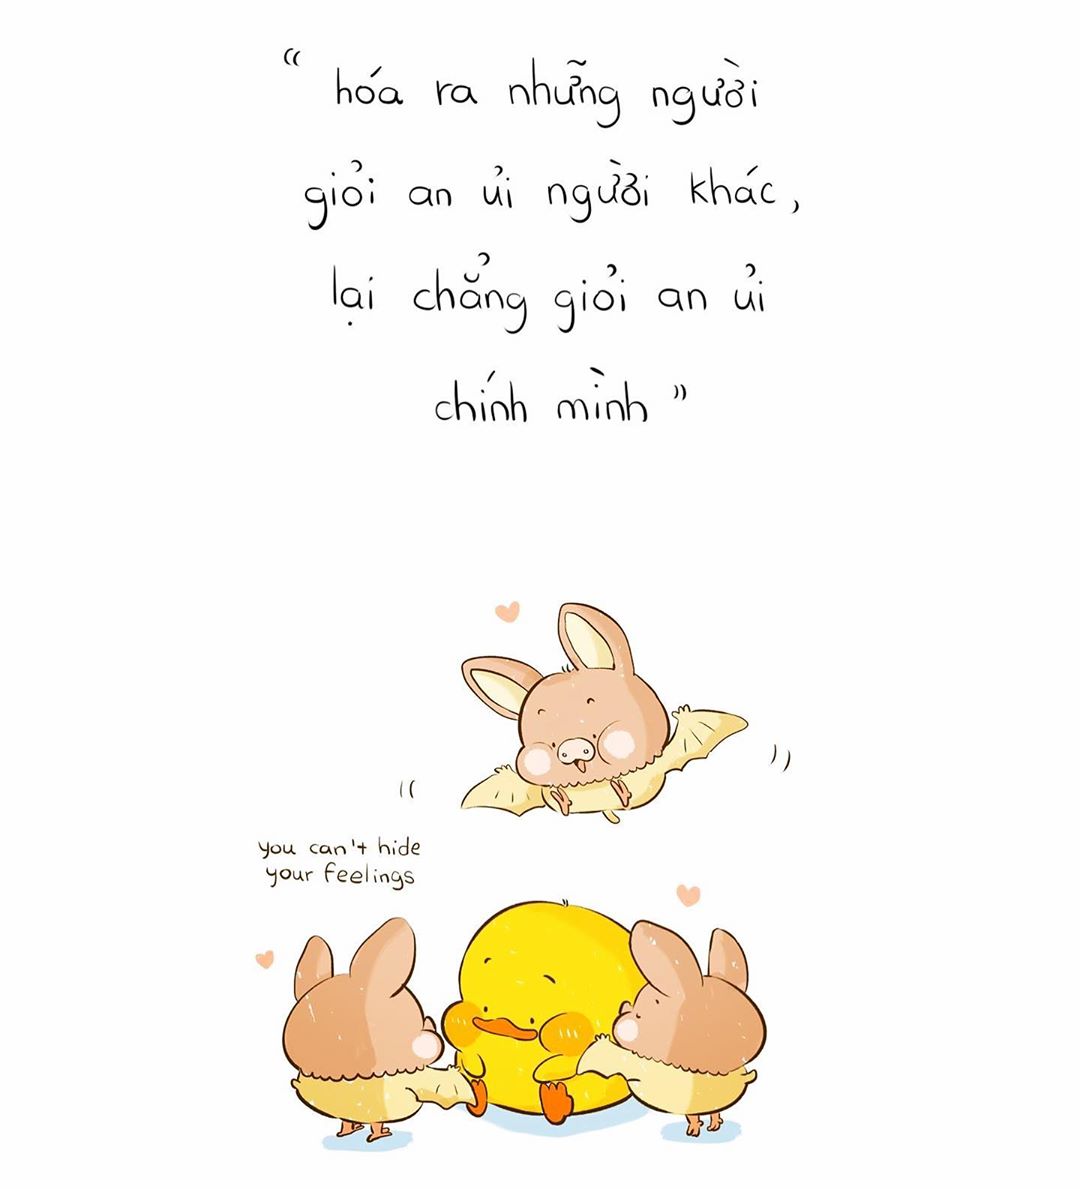 “ hóa ra những người
giỏi an ủi người khác,
lại chẳng giỏi an ủi
chính mình ”
you can't hide
your feelings